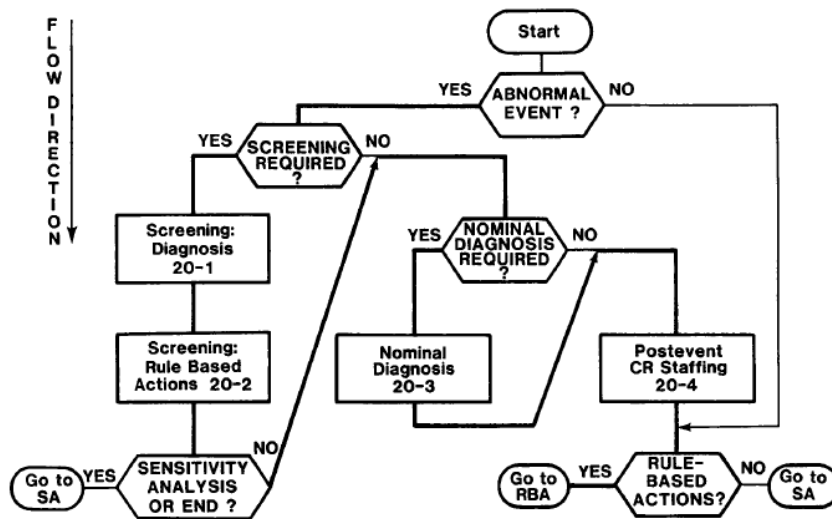 FLOW DIRECTION
Start
ABNORMAL
EVENT ?
YES
NO
SCREENING
REQUIRED
?
YES
NO
Screening:
Diagnosis
20-1
NOMINAL
DIAGNOSIS
REQUIRED
?
YES
NO
Screening:
Rule Based
Actions 20-2
Nominal
Diagnosis
20-3
Postevent
CR Staffing
20-4
SENSITIVITY
ANALYSIS
OR END ?
YES
NO
Go to
SA
RULE-
BASED
ACTIONS?
YES
NO
Go to
RBA
Go to
SA